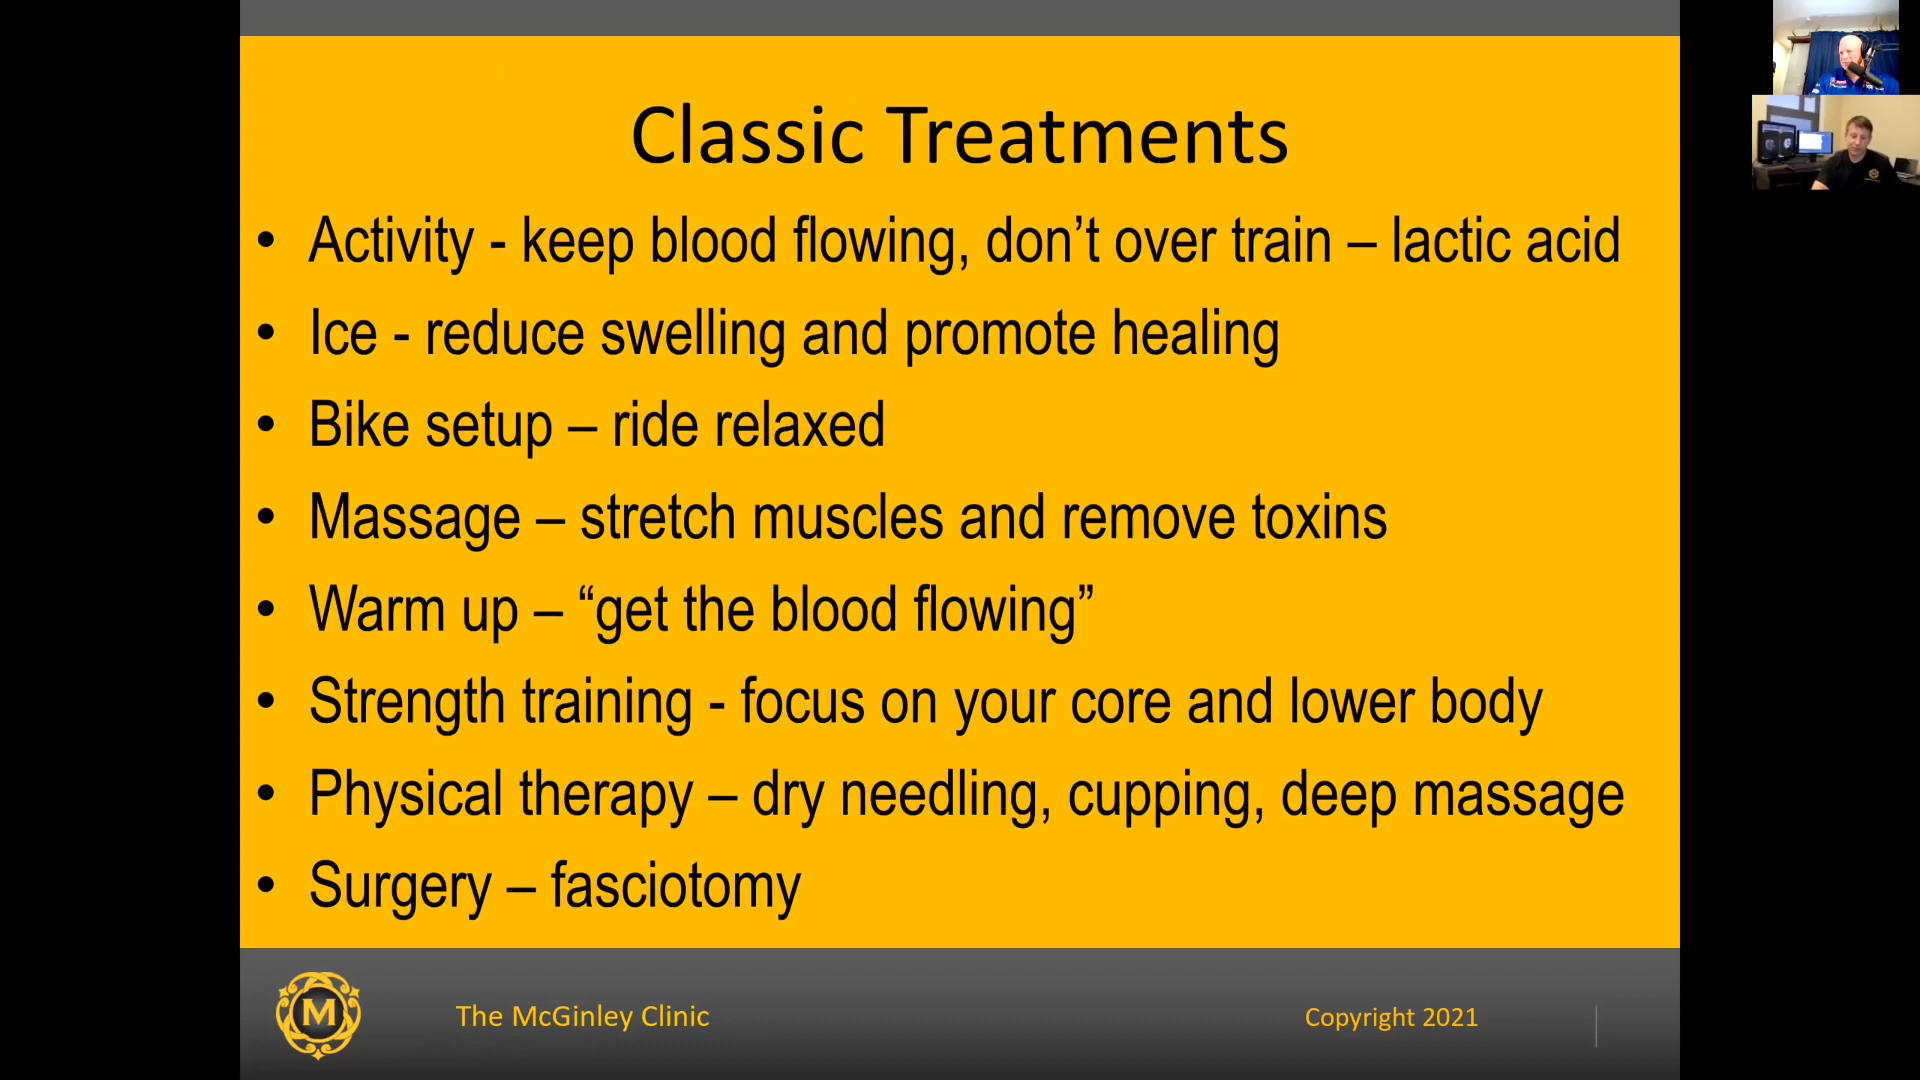 Classic Treatments
• Activity - keep blood flowing, don’t over train – lactic acid
• Ice - reduce swelling and promote healing
• Bike setup – ride relaxed
• Massage – stretch muscles and remove toxins
• Warm up – “get the blood flowing”
• Strength training - focus on your core and lower body
• Physical therapy – dry needling, cupping, deep massage
• Surgery – fasciotomy
M
The McGinley Clinic
Copyright 2021